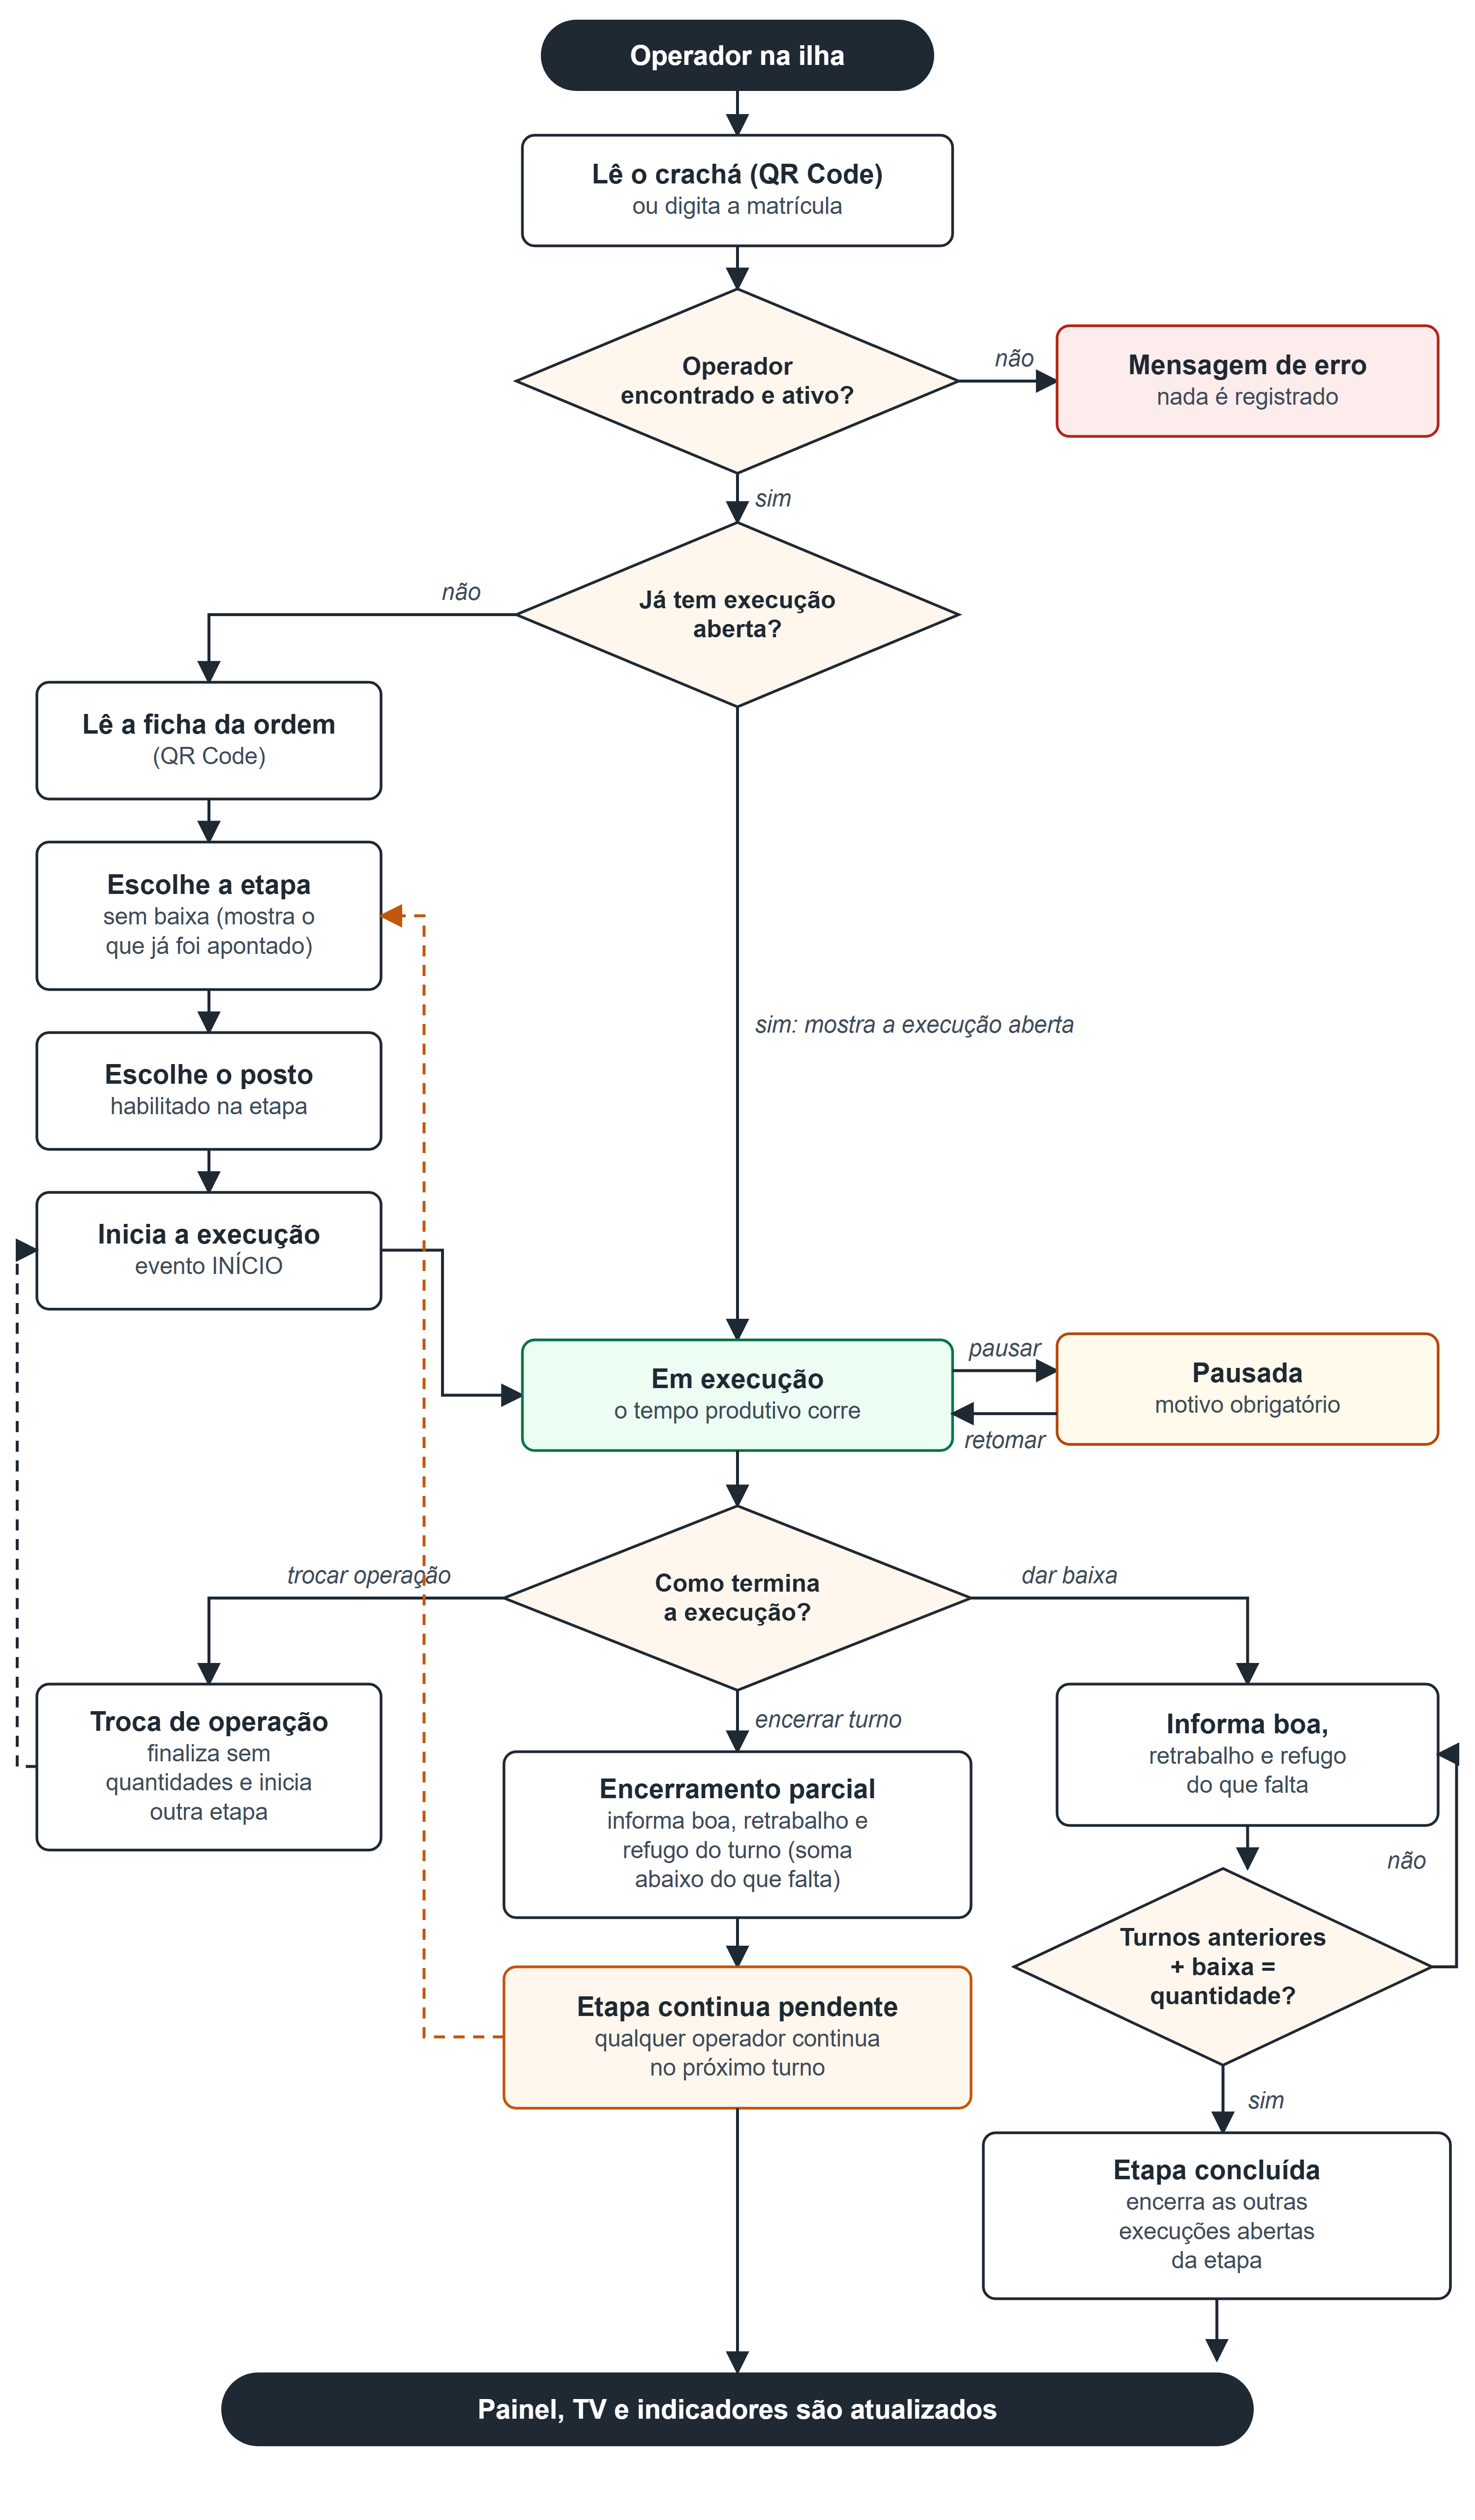 Operador na ilha
Lê o crachá (QR Code)
ou digita a matrícula
Operador
encontrado e ativo?
não
Mensagem de erro
nada é registrado
sim
Já tem execução
aberta?
não
Lê a ficha da ordem
(QR Code)
Escolhe a etapa
sem baixa (mostra o
que já foi apontado)
sim: mostra a execução aberta
Escolhe o posto
habilitado na etapa
Inicia a execução
evento INÍCIO
Em execução
o tempo produtivo corre
pausar
retomar
Pausada
motivo obrigatório
Como termina
a execução?
trocar operação
dar baixa
encerrar turno
Troca de operação
finaliza sem
quantidades e inicia
outra etapa
Encerramento parcial
informa boa, retrabalho e
refugo do turno (soma
abaixo do que falta)
Informa boa,
retrabalho e refugo
do que falta
não
Turnos anteriores
+ baixa =
quantidade?
Etapa continua pendente
qualquer operador continua
no próximo turno
sim
Etapa concluída
encerra as outras
execuções abertas
da etapa
Painel, TV e indicadores são atualizados